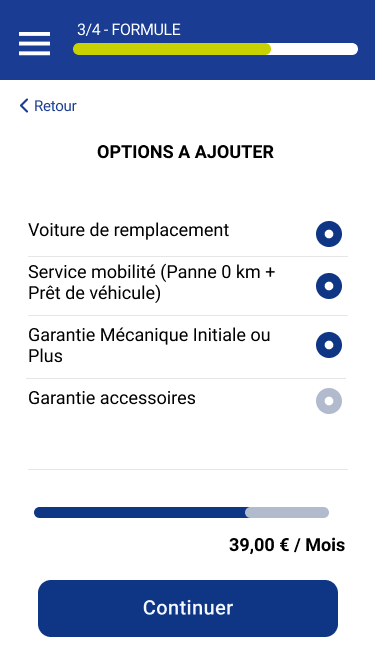 3/4 - FORMULE
Retour
OPTIONS A AJOUTER
Voiture de remplacement
Service mobilité (Panne 0 km +
Prêt de véhicule)
Garantie Mécanique Initiale ou
Plus
Garantie accessoires
39,00 € / Mois
Continuer